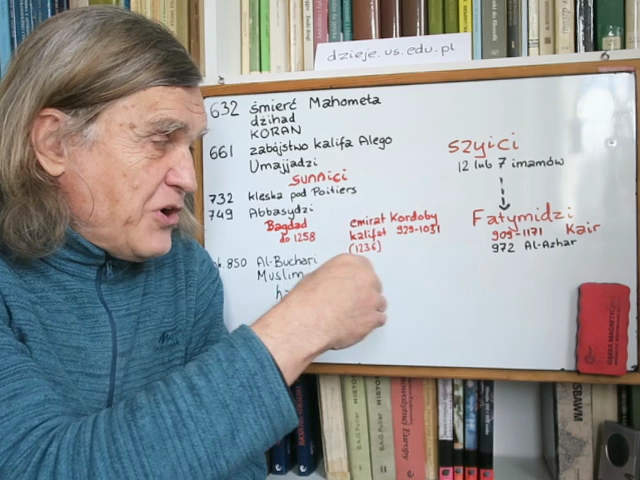 dzieje.us.edu.pl
632 śmierć Mahometa
dżihad
KORAN
661 zabójstwo kalifa Alego
Umajjadzi
sunnici
732 klęska pod Poitiers
749 Abbasydzi
Bagdad
do 1258
emirat Kordoby
kalifat 929-1031
(1236)
850 Al-Buchari
Muslim
szyici
12 lub 7 imamów
Fatymidzi
909-1171 Kair
972 Al-Azhar